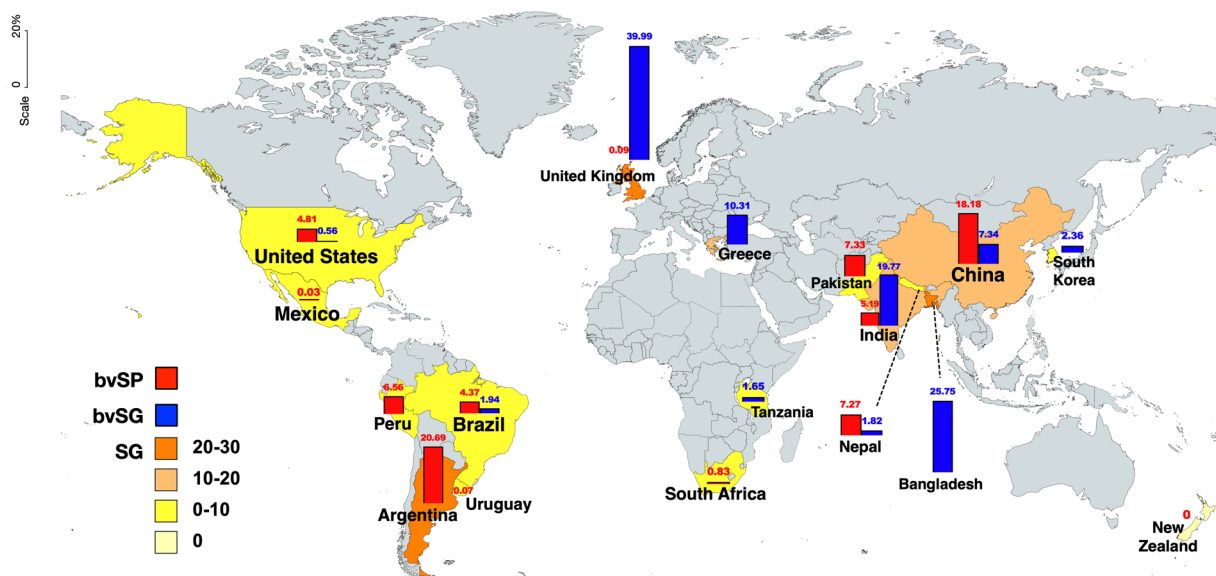 20%
0
Scale
39.99
0.09
United Kingdom
10.31
Greece
4.81
0.56
United States
0.03
Mexico
18.18
7.34
China
2.36
South
Korea
7.33
Pakistan
19.77
5.19
India
6.56
Peru
4.37
1.94
Brazil
20.69
Argentina
0.07
Uruguay
1.65
Tanzania
0.83
South Africa
7.27
1.82
Nepal
25.75
Bangladesh
0
New
Zealand
bvSP
bvSG
SG
20-30
10-20
0-10
0